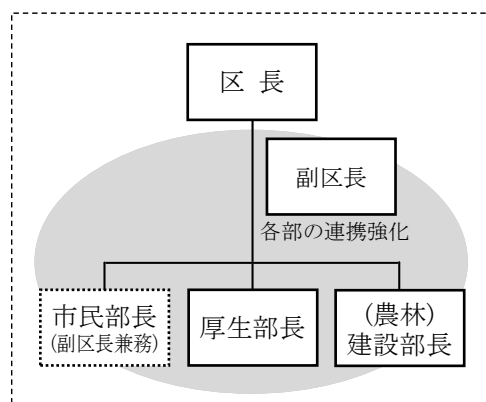 区 長
副区長
各部の連携強化
市民部長
(副区長兼務)
厚生部長
(農林)
建設部長